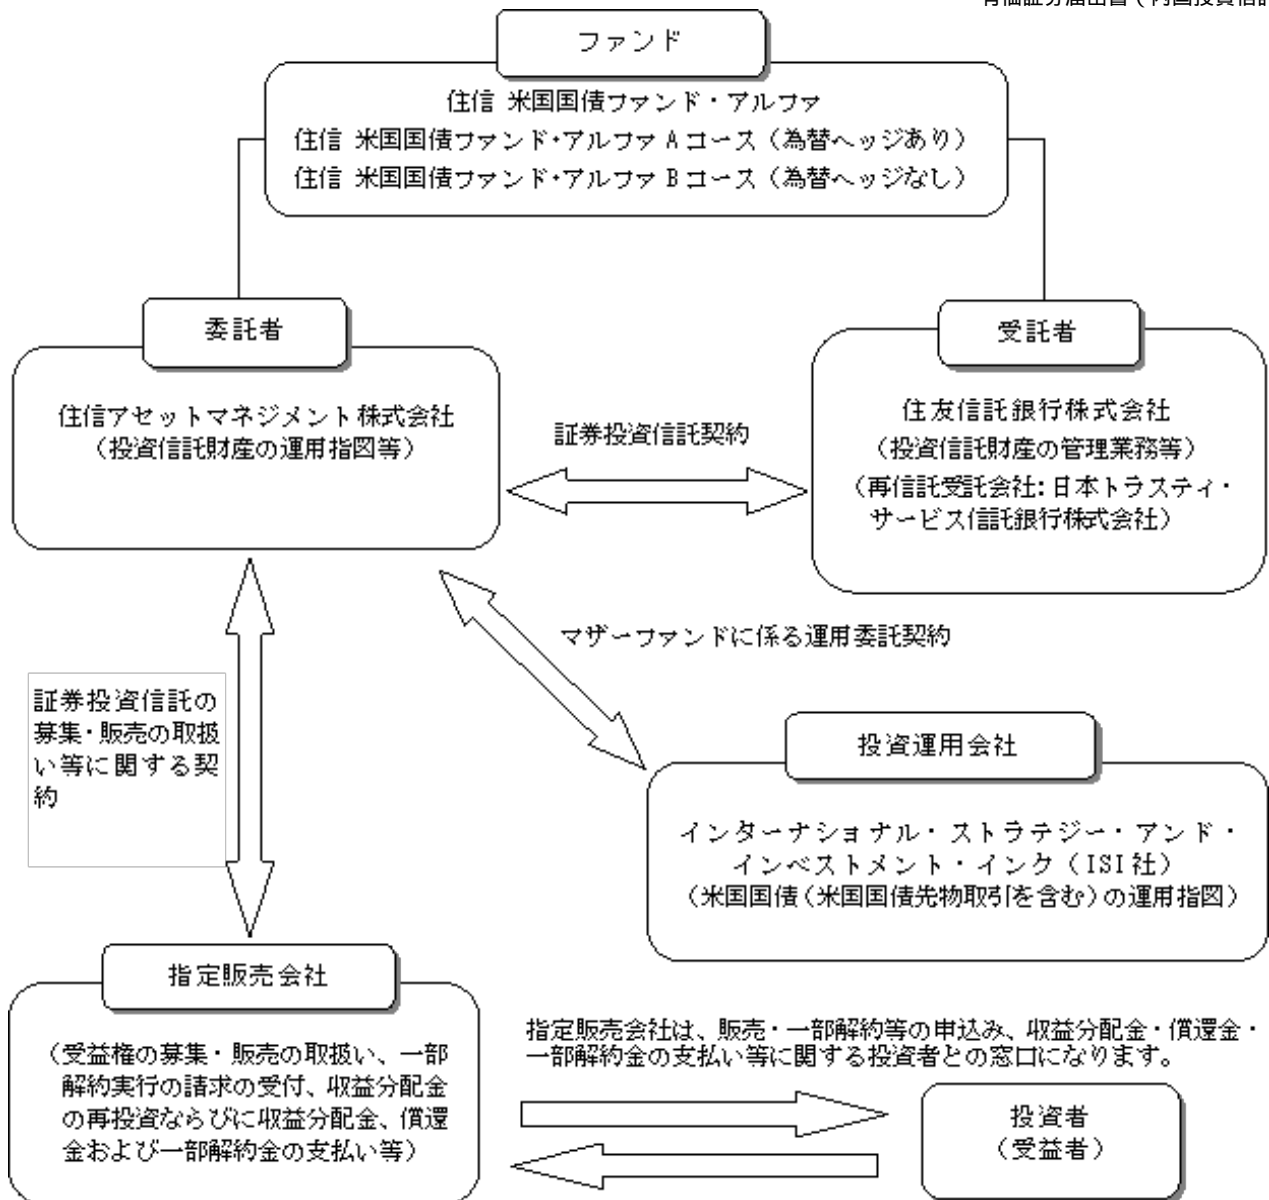 有価証券届出書（内国投資信託
ファンド
住信 米国国債ファンド・アルファ
住信 米国国債ファンド・アルファ Aコース（為替ヘッジあり）
住信 米国国債ファンド・アルファ Bコース（為替ヘッジなし）
委託者
住信アセットマネジメント株式会社
（投資信託財産の運用指図等）
証券投資信託契約
受託者
住友信託銀行株式会社
（投資信託財産の管理業務等）
（再信託受託会社：日本トラスティ・
サービス信託銀行株式会社）
マザーファンドに係る運用委託契約
証券投資信託の
募集・販売の取扱
い等に関する契
約
投資運用会社
インターナショナル・ストラテジー・アンド・
インベストメント・インク（ISI社）
（米国国債（米国国債先物取引を含む）の運用指図）
指定販売会社
（受益権の募集・販売の取扱い、一部
解約実行の請求の受付、収益分配金
の再投資ならびに収益分配金、償還
金および一部解約金の支払い等）
指定販売会社は、販売・一部解約等の申込み、収益分配金・償還金・
一部解約金の支払い等に関する投資者との窓口になります。
投資者
（受益者）